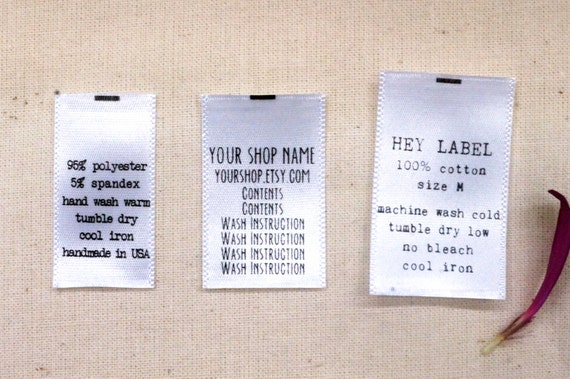 95% polyester
5% spandex
hand wash warm
tumble dry
cool iron
handmade in USA
YOUR SHOP NAME
YOURSHOP.ETSY.COM
CONTENTS
CONTENTS
WASH INSTRUCTION
WASH INSTRUCTION
WASH INSTRUCTION
WASH INSTRUCTION
HEY LABEL
100% cotton
size M
machine wash cold
tumble dry low
no bleach
cool iron